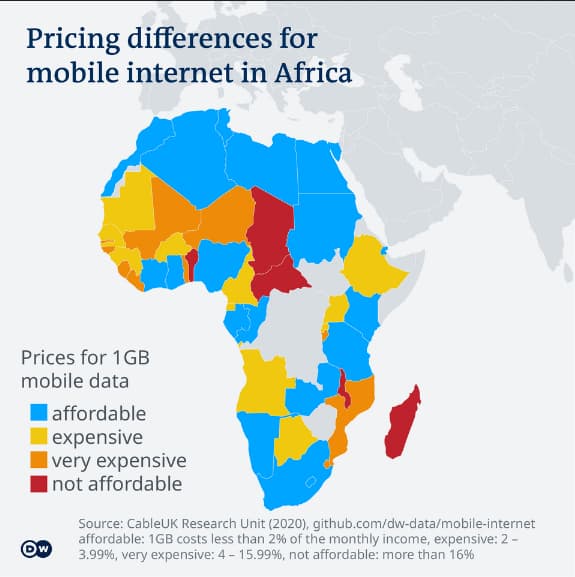 Pricing differences for
mobile internet in Africa
Prices for 1GB
mobile data
affordable
expensive
very expensive
not affordable
Source: CableUK Research Unit (2020), github.com/dw-data/mobile-internet
affordable: 1GB costs less than 2% of the monthly income, expensive: 2 –
3.99%, very expensive: 4 – 15.99%, not affordable: more than 16%
DW